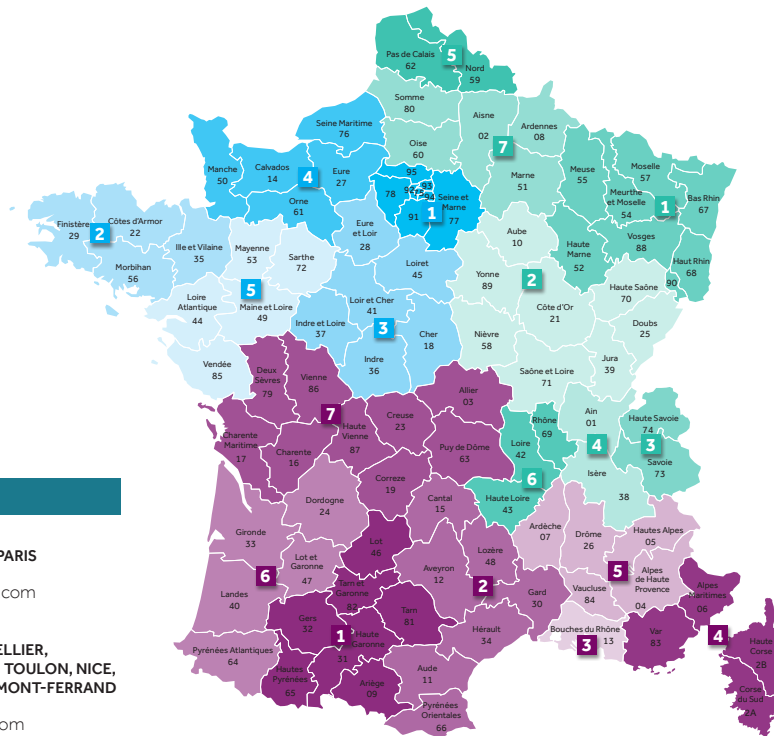 Pas de Calais
62
5
Nord
59
Somme
80
Aisne
02
Ardennes
08
Seine Maritime
76
Oise
60
7
Manche
50
Calvados
14
4
Eure
27
Orne
61
95
78
92
75
93
94
91
1
Seine et
Marne
77
Marne
51
Meuse
55
Moselle
57
Meurthe
et Moselle
54
1
Bas Rhin
67
Vosges
88
Haut Rhin
68
90
Haute
Marne
52
Aube
10
Finistère
29
2
Côtes d'Armor
22
Morbihan
56
Ille et Vilaine
35
Mayenne
53
Sarthe
72
Eure
et Loir
28
Loiret
45
Yonne
89
2
Côte d'Or
21
Haute Saône
70
Doubs
25
Jura
39
Loire
Atlantique
44
5
Maine et Loire
49
Indre et Loire
37
Loir et Cher
41
3
Cher
18
Indre
36
Nièvre
58
Saône et Loire
71
Vendée
85
Deux
Sèvres
79
Vienne
86
7
Haute
Vienne
87
Creuse
23
Allier
03
Puy de Dôme
63
Charente
Maritime
17
Charente
16
Correze
19
Cantal
15
Loire
42
Rhône
69
6
Haute Loire
43
Ain
01
4
Isère
38
Haute Savoie
74
3
Savoie
73
Dordogne
24
Gironde
33
6
Lot et
Garonne
47
Landes
40
Lot
46
Tarn et
Garonne
82
Aveyron
12
Lozère
48
2
Ardèche
07
Drôme
26
5
Hautes Alpes
05
Alpes
de Haute
Provence
04
Vaucluse
84
Gard
30
Alpes
Maritimes
06
Bouches du Rhône
13
3
Var
83
4
Gers
32
1
Haute
Garonne
31
Tarn
81
Hérault
34
Pyrénées Atlantiques
64
Hautes
Pyrénées
65
Ariège
09
Aude
11
Pyrénées
Orientales
66
Haute
Corse
2B
Corse
du Sud
2A
PARIS
com
ELLIER,
TOULON, NICE,
MONT-FERRAND
om